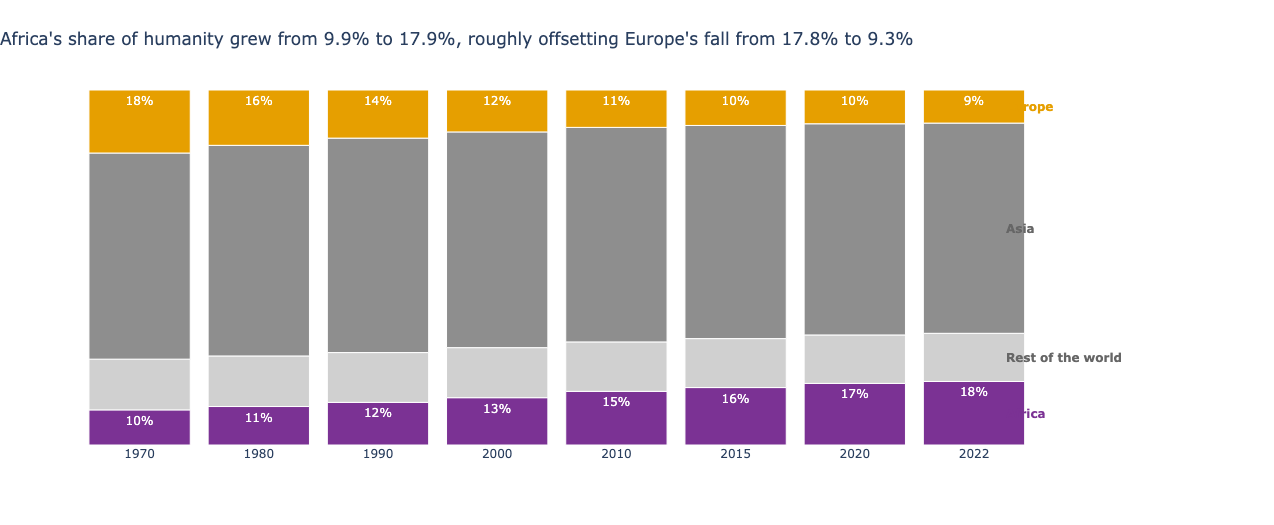 Africa's share of humanity grew from 9.9% to 17.9%, roughly offsetting Europe's fall from 17.8% to 9.3%
18% 16% 14% 12% 11% 10% 10% 9%
rope
Asia
Rest of the world
10% 11% 12% 13% 15% 16% 17% 18%
rica
1970 1980 1990 2000 2010 2015 2020 2022